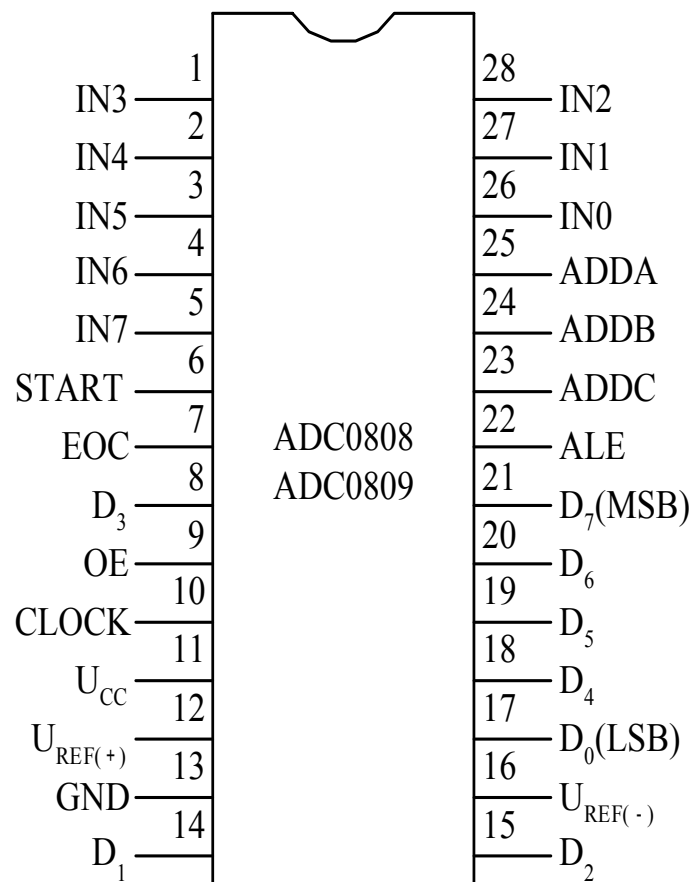 1 28
IN3 IN2
2 27
IN4 IN1
3 26
IN5 IN0
4 25
IN6 ADDA
5 24
IN7 ADDB
6 23
START ADDC
7 22
EOC ADC0808 ALE
8 ADC0809 21
D₃ D₇(MSB)
9 20
OE D₆
10 19
CLOCK D₅
11 18
U_CC D₄
12 17
U_REF(+) D₀(LSB)
13 16
GND U_REF(-)
14 15
D₁ D₂